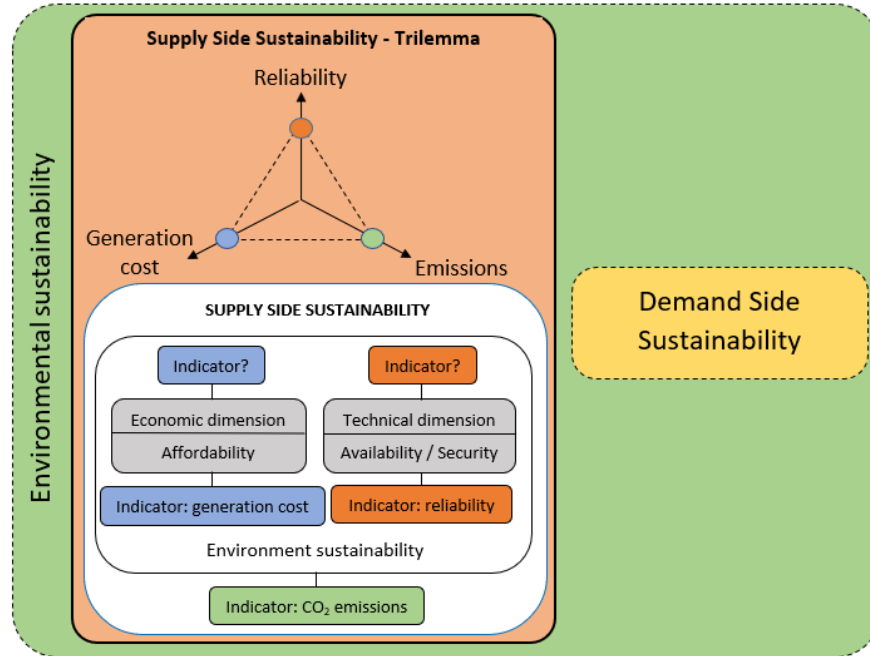 Environmental sustainability
Supply Side Sustainability - Trilemma
Reliability
Generation
cost
Emissions
SUPPLY SIDE SUSTAINABILITY
Indicator?
Indicator?
Economic dimension
Technical dimension
Affordability
Availability / Security
Indicator: generation cost
Indicator: reliability
Environment sustainability
Indicator: CO₂ emissions
Demand Side
Sustainability